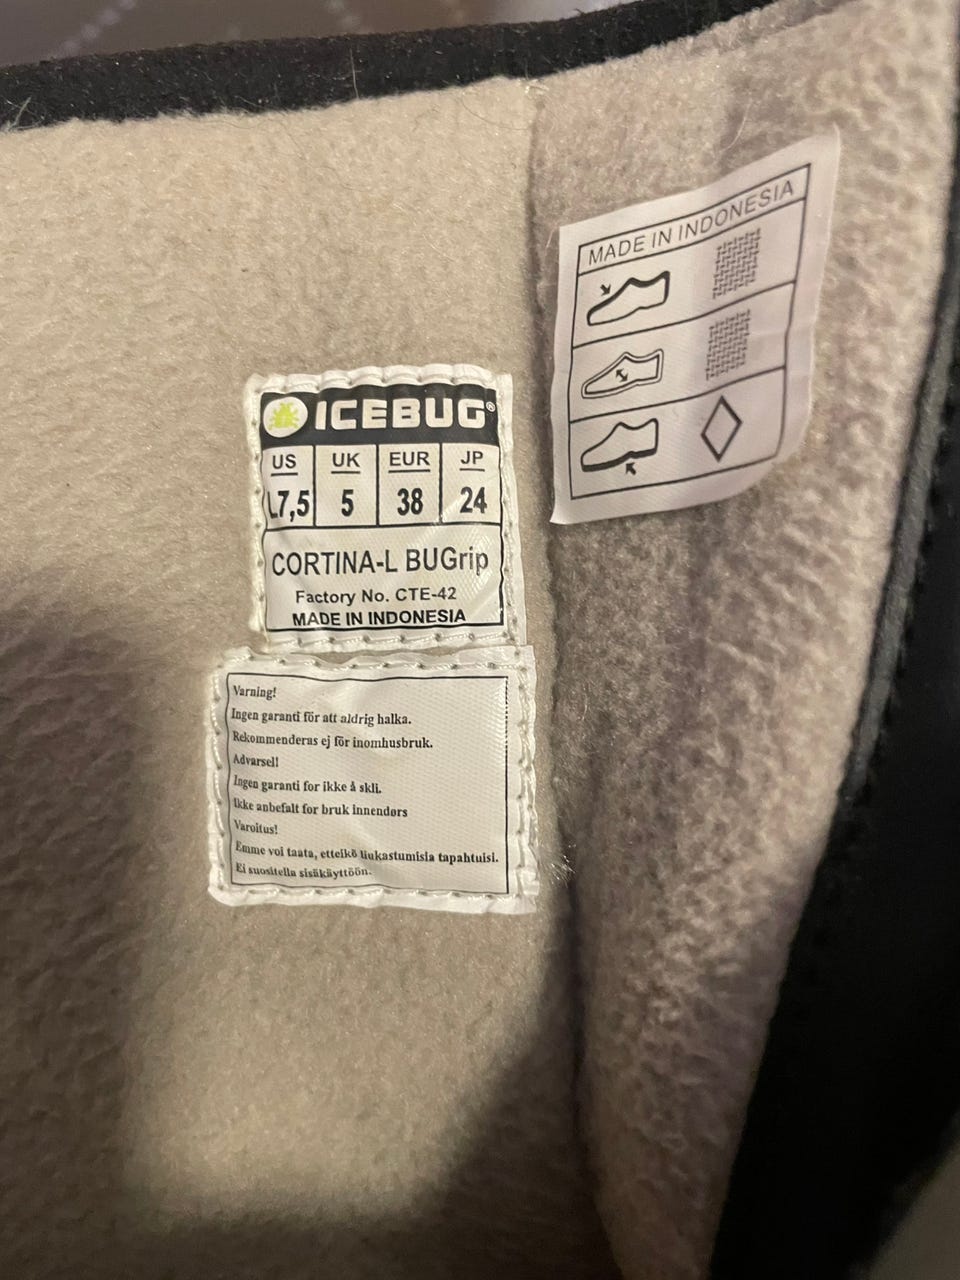 MADE IN INDONESIA
ICEBUG®
US UK EUR JP
L7,5 5 38 24
CORTINA-L BUGrip
Factory No. CTE-42
MADE IN INDONESIA
Varning!
Ingen garanti för att aldrig halka.
Rekommenderas ej för inomhusbruk.
Advarsel!
Ingen garanti for ikke å skli.
Ikke anbefalt for bruk innendørs
Varoitus!
Emme voi taata, etteikö liukastumisia tapahtuisi.
Ei suositella sisäkäyttöön.